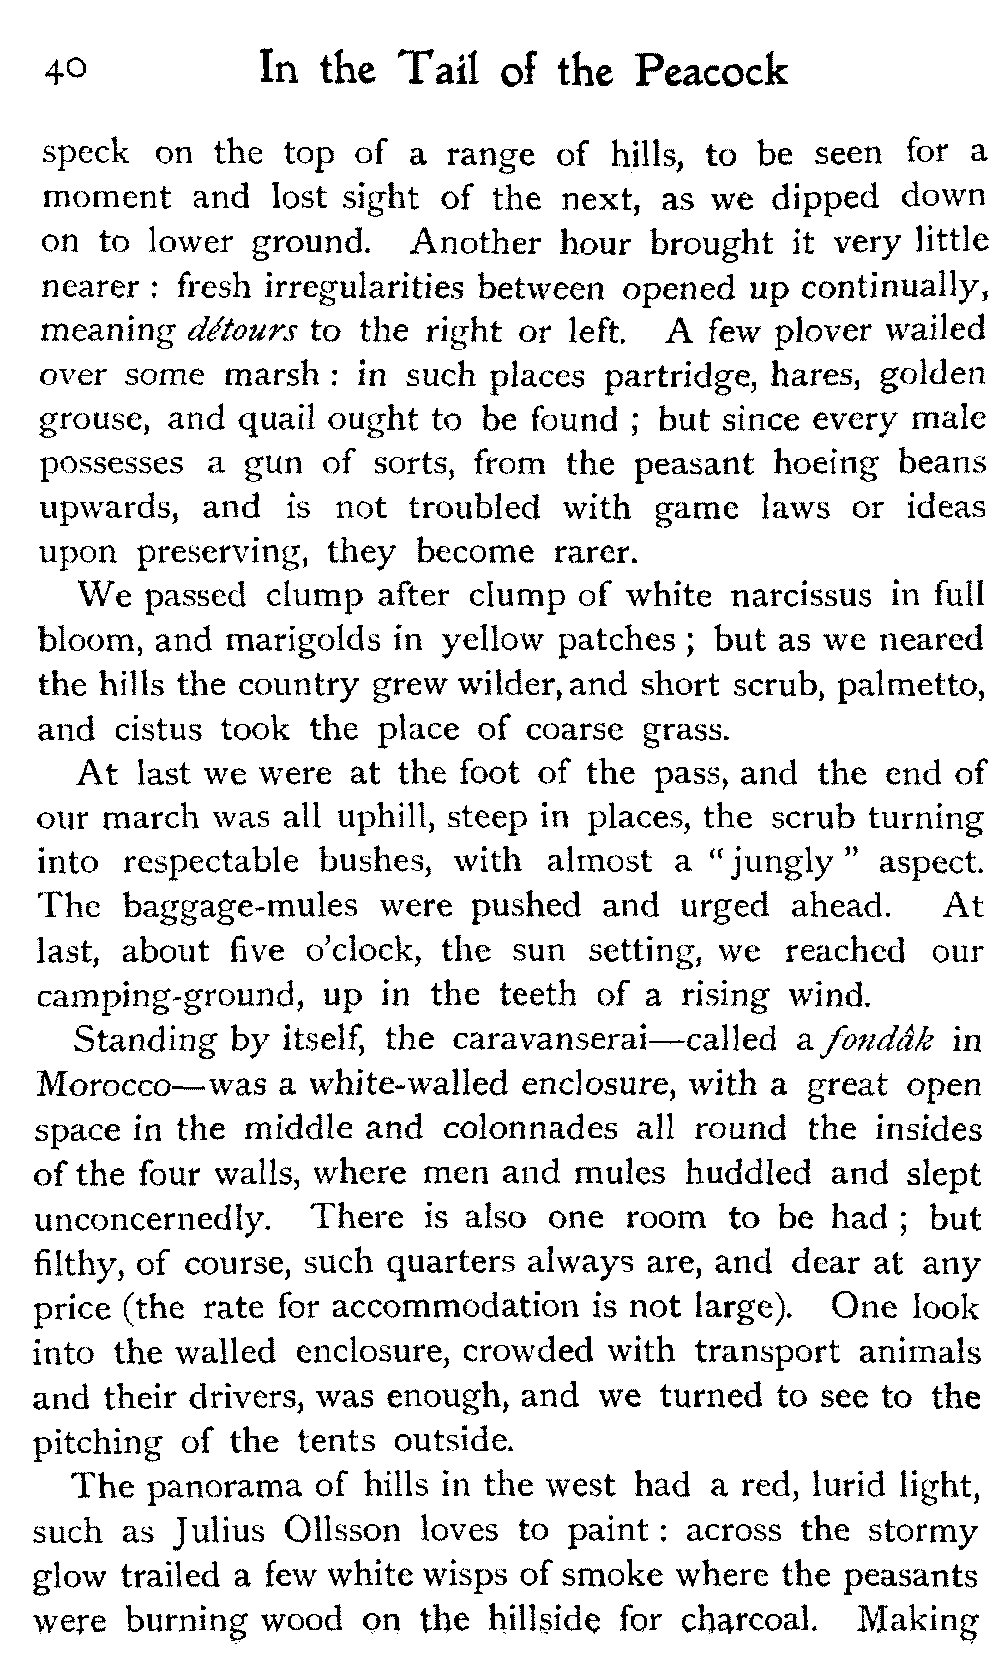 40 In the Tail of the Peacock
speck on the top of a range of hills, to be seen for a
moment and lost sight of the next, as we dipped down
on to lower ground. Another hour brought it very little
nearer : fresh irregularities between opened up continually,
meaning détours to the right or left. A few plover wailed
over some marsh : in such places partridge, hares, golden
grouse, and quail ought to be found ; but since every male
possesses a gun of sorts, from the peasant hoeing beans
upwards, and is not troubled with game laws or ideas
upon preserving, they become rarer.
We passed clump after clump of white narcissus in full
bloom, and marigolds in yellow patches ; but as we neared
the hills the country grew wilder, and short scrub, palmetto,
and cistus took the place of coarse grass.
At last we were at the foot of the pass, and the end of
our march was all uphill, steep in places, the scrub turning
into respectable bushes, with almost a “jungly” aspect.
The baggage-mules were pushed and urged ahead. At
last, about five o'clock, the sun setting, we reached our
camping-ground, up in the teeth of a rising wind.
Standing by itself, the caravanserai—called a fondâk in
Morocco—was a white-walled enclosure, with a great open
space in the middle and colonnades all round the insides
of the four walls, where men and mules huddled and slept
unconcernedly. There is also one room to be had ; but
filthy, of course, such quarters always are, and dear at any
price (the rate for accommodation is not large). One look
into the walled enclosure, crowded with transport animals
and their drivers, was enough, and we turned to see to the
pitching of the tents outside.
The panorama of hills in the west had a red, lurid light,
such as Julius Ollsson loves to paint : across the stormy
glow trailed a few white wisps of smoke where the peasants
were burning wood on the hillside for charcoal. Making